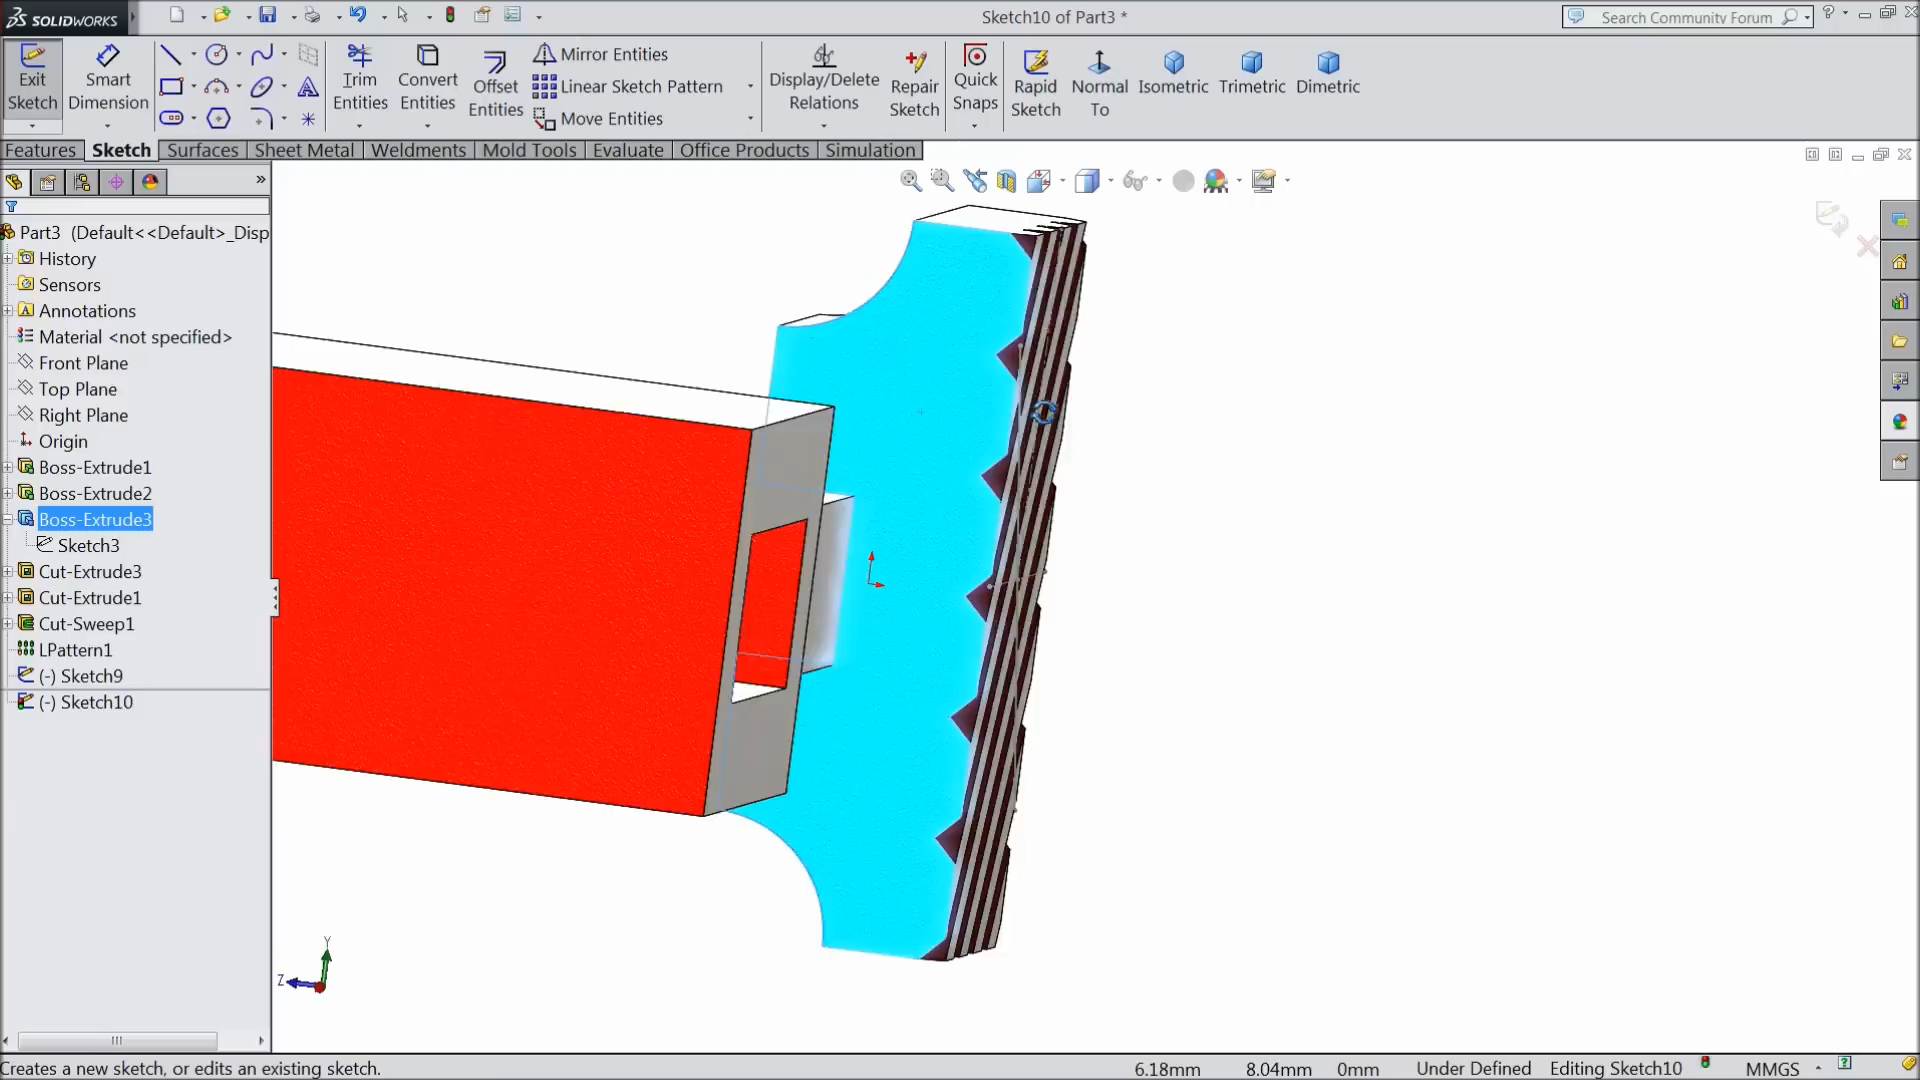 SOLIDWORKS
Sketch10 of Part3 *
Search Community Forum
?
Exit Sketch
Smart Dimension
Trim Entities
Convert Entities
Offset Entities
Mirror Entities
Linear Sketch Pattern
Move Entities
Display/Delete Relations
Repair Sketch
Quick Snaps
Rapid Sketch
Normal To
Isometric
Trimetric
Dimetric
Features
Sketch
Surfaces
Sheet Metal
Weldments
Mold Tools
Evaluate
Office Products
Simulation
»
Part3 (Default<<Default>_Disp
History
Sensors
Annotations
Material <not specified>
Front Plane
Top Plane
Right Plane
Origin
Boss-Extrude1
Boss-Extrude2
Boss-Extrude3
Sketch3
Cut-Extrude3
Cut-Extrude1
Cut-Sweep1
LPattern1
(-) Sketch9
(-) Sketch10
Y
Z
Creates a new sketch, or edits an existing sketch.
6.18mm
8.04mm
0mm
Under Defined
Editing Sketch10
MMGS
?